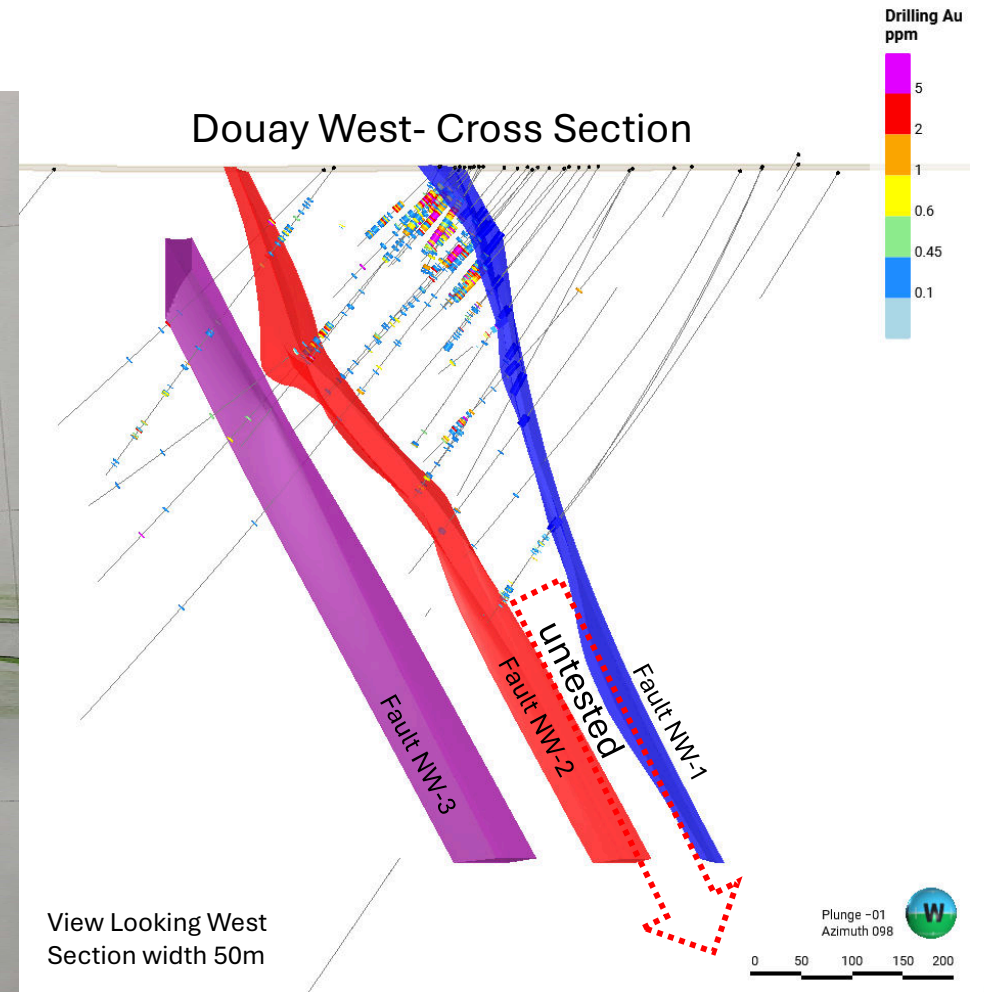 Drilling Au
ppm
5
2
1
0.6
0.45
0.1
Douay West- Cross Section
untested
Fault NW-1
Fault NW-2
Fault NW-3
View Looking West
Section width 50m
Plunge -01
Azimuth 098
W
0 50 100 150 200